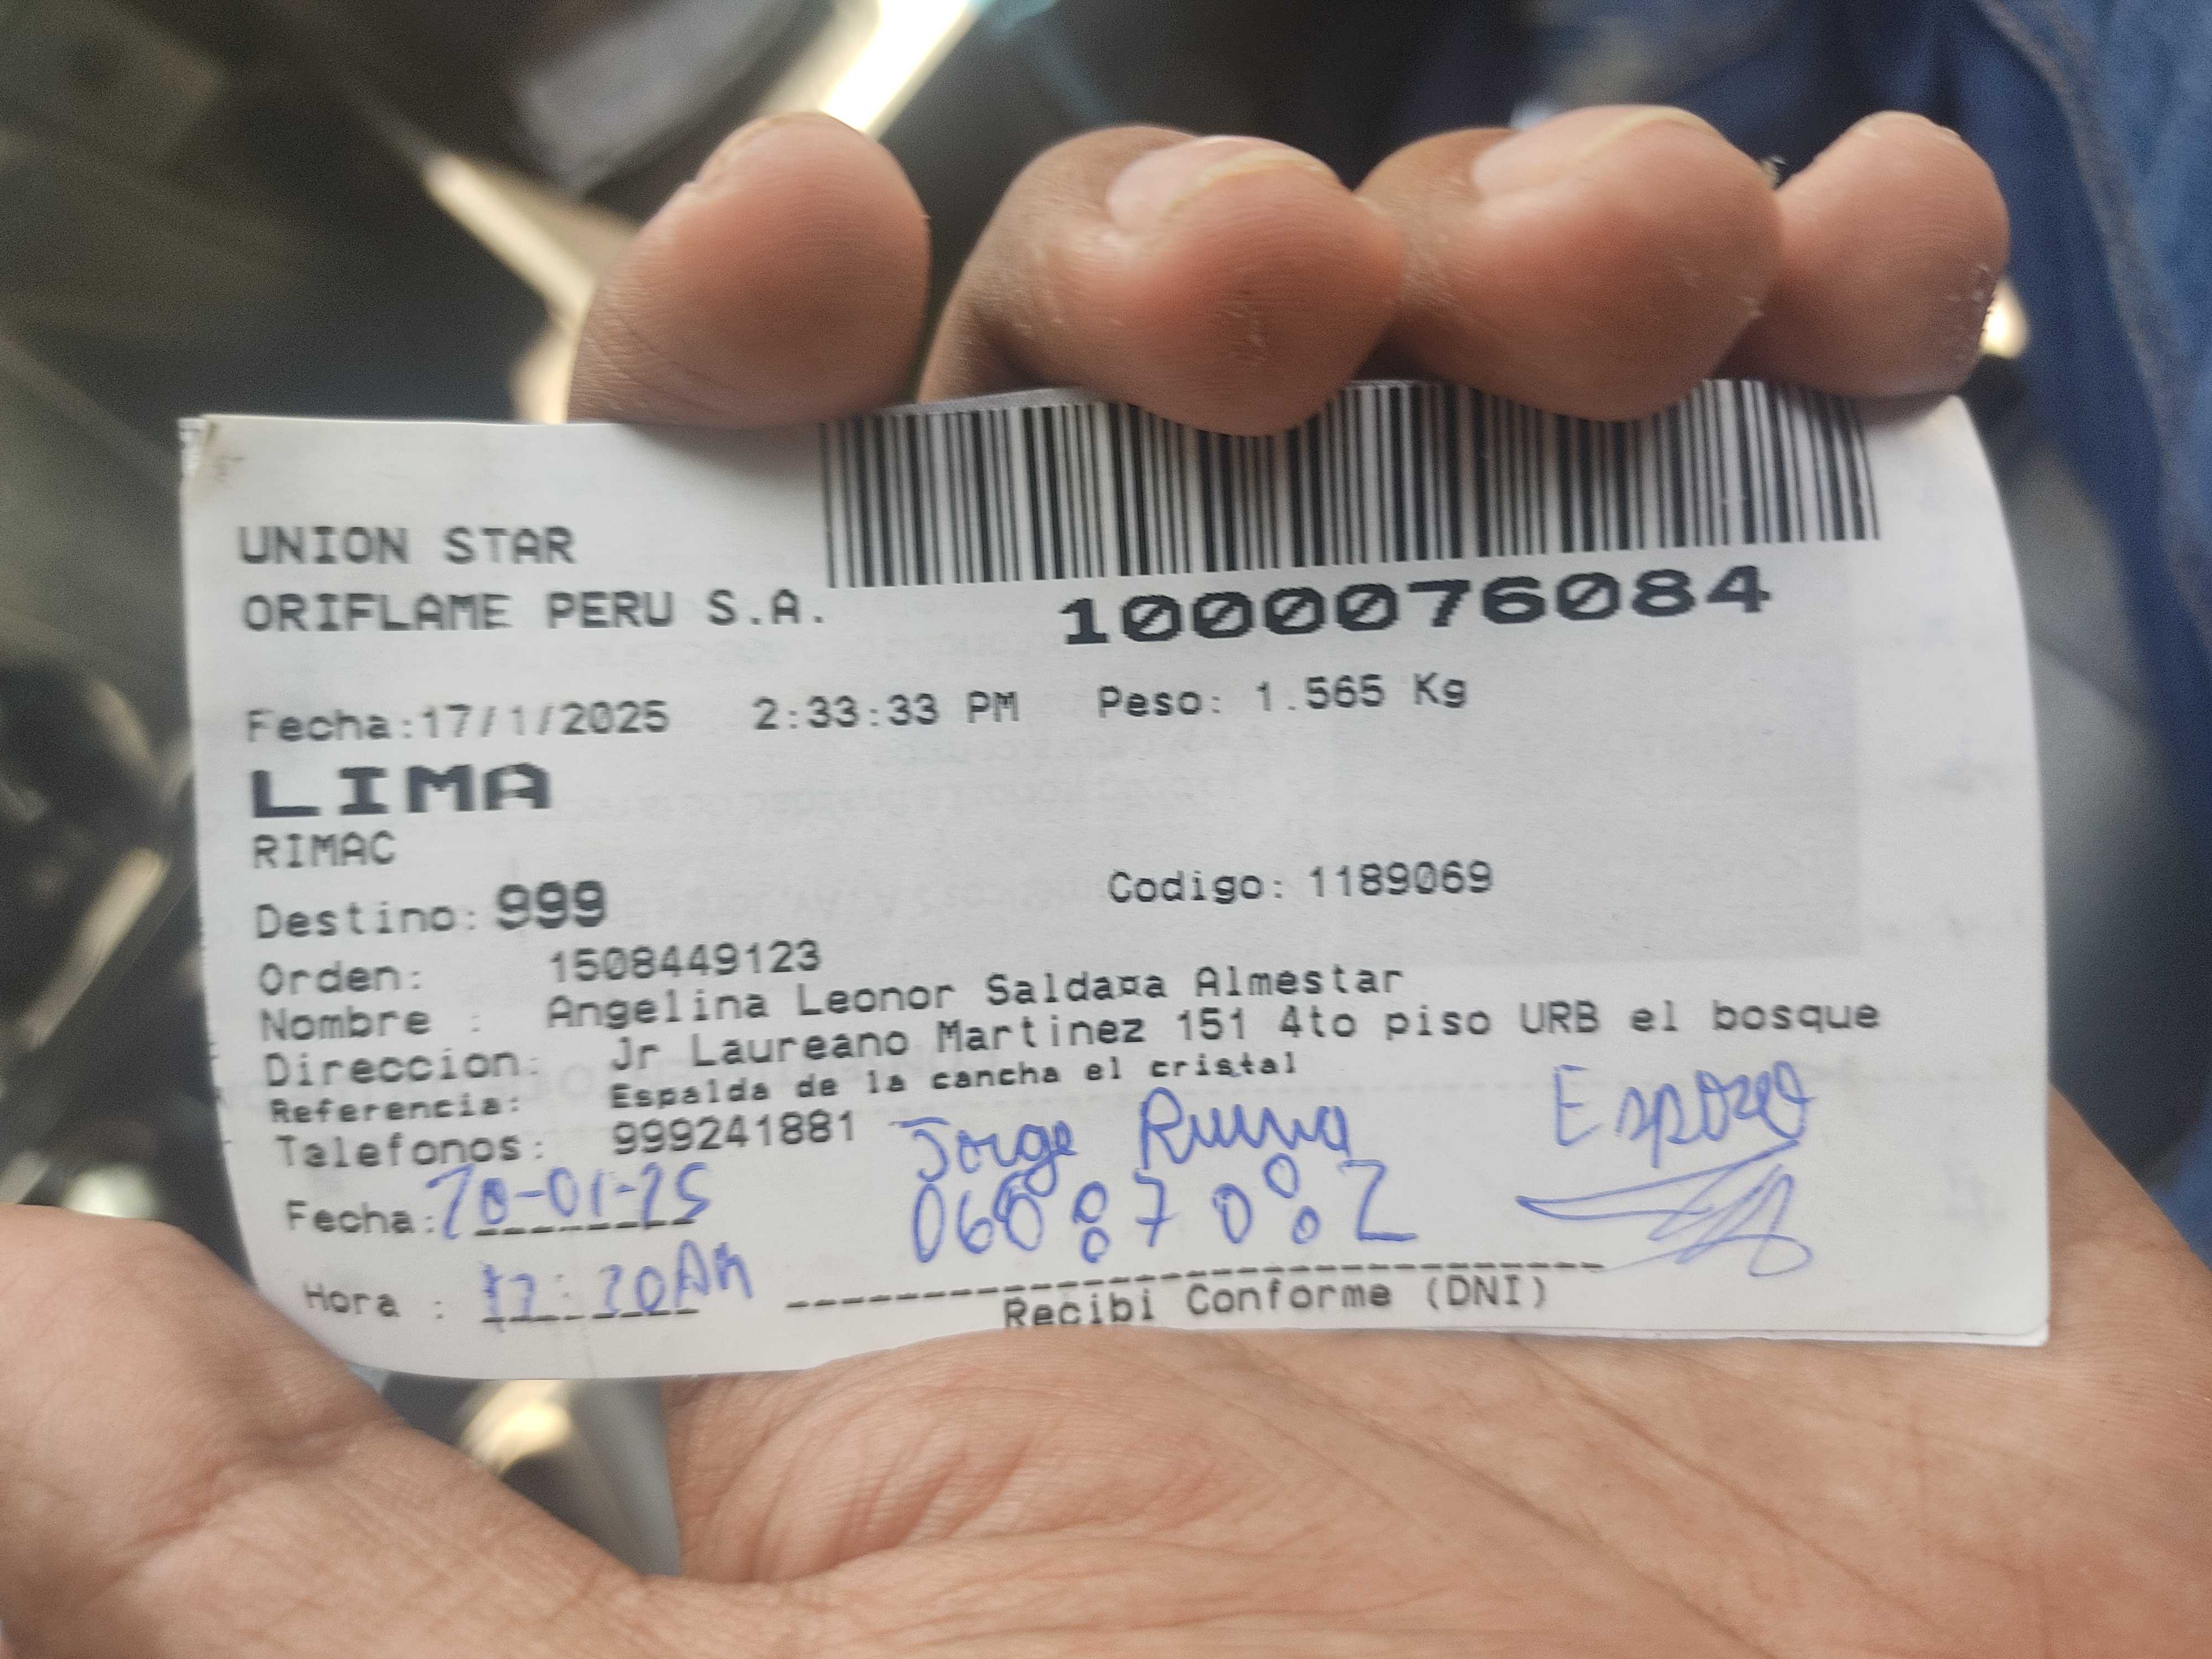 UNION STAR
ORIFLAME PERU S.A.
1000076084
Fecha:17/1/2025 2:33:33 PM Peso: 1.565 Kg
LIMA
RIMAC
Destino: 999 Codigo: 1189069
Orden: 1508449123
Nombre : Angelina Leonor Salda¤a Almestar
Direccion: Jr Laureano Martinez 151 4to piso URB el bosque
Referencia: Espalda de la cancha el cristal
Telefonos: 999241881 Jorge Esposo
Fecha: 20-01-25
Hora :
Recibi Conforme (DNI)